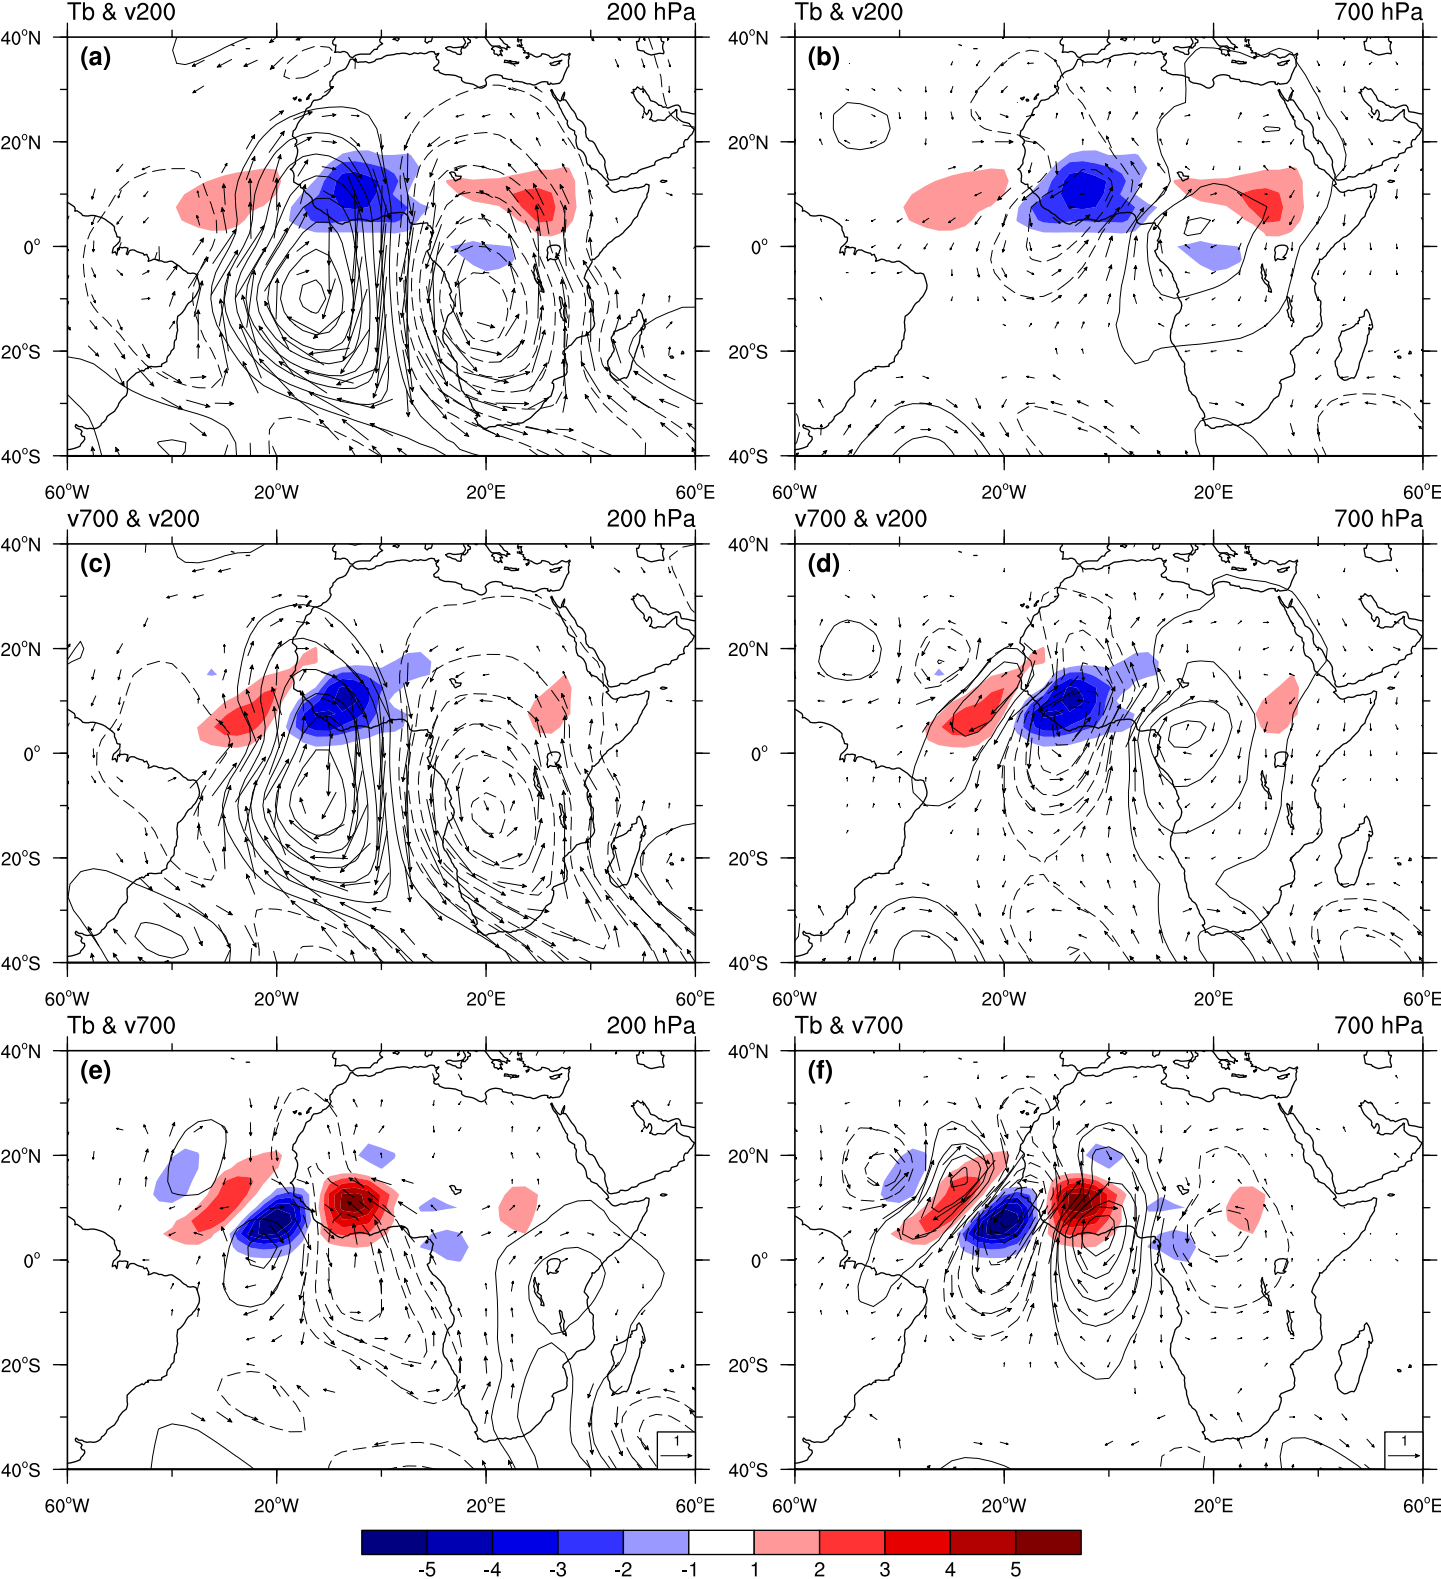 Tb & v200 200 hPa
Tb & v200 700 hPa
(a)
(b)
40°N 20°N 0° 20°S 40°S
40°N 20°N 0° 20°S 40°S
60°W 20°W 20°E 60°E
60°W 20°W 20°E 60°E
v700 & v200 200 hPa
v700 & v200 700 hPa
(c)
(d)
40°N 20°N 0° 20°S 40°S
40°N 20°N 0° 20°S 40°S
60°W 20°W 20°E 60°E
60°W 20°W 20°E 60°E
Tb & v700 200 hPa
Tb & v700 700 hPa
(e)
(f)
40°N 20°N 0° 20°S 40°S
40°N 20°N 0° 20°S 40°S
1
1
60°W 20°W 20°E 60°E
60°W 20°W 20°E 60°E
-5 -4 -3 -2 -1 1 2 3 4 5